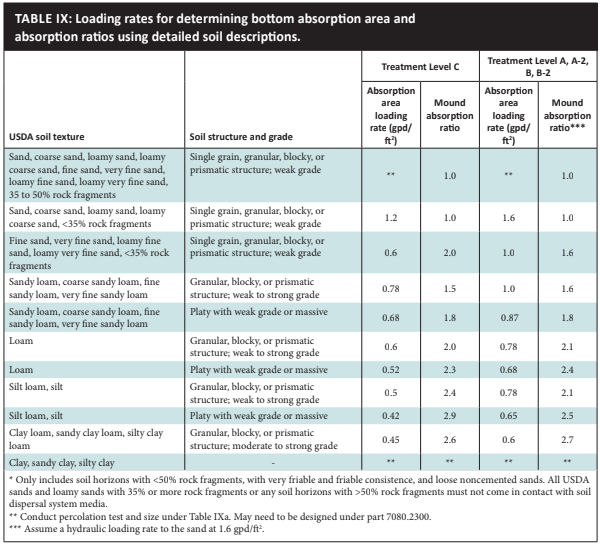 TABLE IX: Loading rates for determining bottom absorption area and
absorption ratios using detailed soil descriptions.
Treatment Level C
Treatment Level A, A-2,
B, B-2
USDA soil texture
Soil structure and grade
Absorption
area
loading
rate (gpd/
ft²)
Mound
absorption
ratio
Absorption
area
loading
rate (gpd/
ft²)
Mound
absorption
ratio***
Sand, coarse sand, loamy sand, loamy
coarse sand, fine sand, very fine sand,
loamy fine sand, loamy very fine sand,
35 to 50% rock fragments
Single grain, granular, blocky, or
prismatic structure; weak grade
** 1.0 ** 1.0
Sand, coarse sand, loamy sand, loamy
coarse sand, <35% rock fragments
Single grain, granular, blocky, or
prismatic structure; weak grade
1.2 1.0 1.6 1.0
Fine sand, very fine sand, loamy fine
sand, loamy very fine sand, <35% rock
fragments
Single grain, granular, blocky, or
prismatic structure; weak grade
0.6 2.0 1.0 1.6
Sandy loam, coarse sandy loam, fine
sandy loam, very fine sandy loam
Granular, blocky, or prismatic
structure; weak to strong grade
0.78 1.5 1.0 1.6
Sandy loam, coarse sandy loam, fine
sandy loam, very fine sandy loam
Platy with weak grade or massive
0.68 1.8 0.87 1.8
Loam
Granular, blocky, or prismatic
structure; weak to strong grade
0.6 2.0 0.78 2.1
Loam Platy with weak grade or massive 0.52 2.3 0.68 2.4
Silt loam, silt
Granular, blocky, or prismatic
structure; weak to strong grade
0.5 2.4 0.78 2.1
Silt loam, silt Platy with weak grade or massive 0.42 2.9 0.65 2.5
Clay loam, sandy clay loam, silty clay
loam
Granular, blocky, or prismatic
structure; moderate to strong grade
0.45 2.6 0.6 2.7
Clay, sandy clay, silty clay - ** ** ** **
* Only includes soil horizons with <50% rock fragments, with very friable and friable consistence, and loose noncemented sands. All USDA
sands and loamy sands with 35% or more rock fragments or any soil horizons with >50% rock fragments must not come in contact with soil
dispersal system media.
** Conduct percolation test and size under Table IXa. May need to be designed under part 7080.2300.
*** Assume a hydraulic loading rate to the sand at 1.6 gpd/ft².